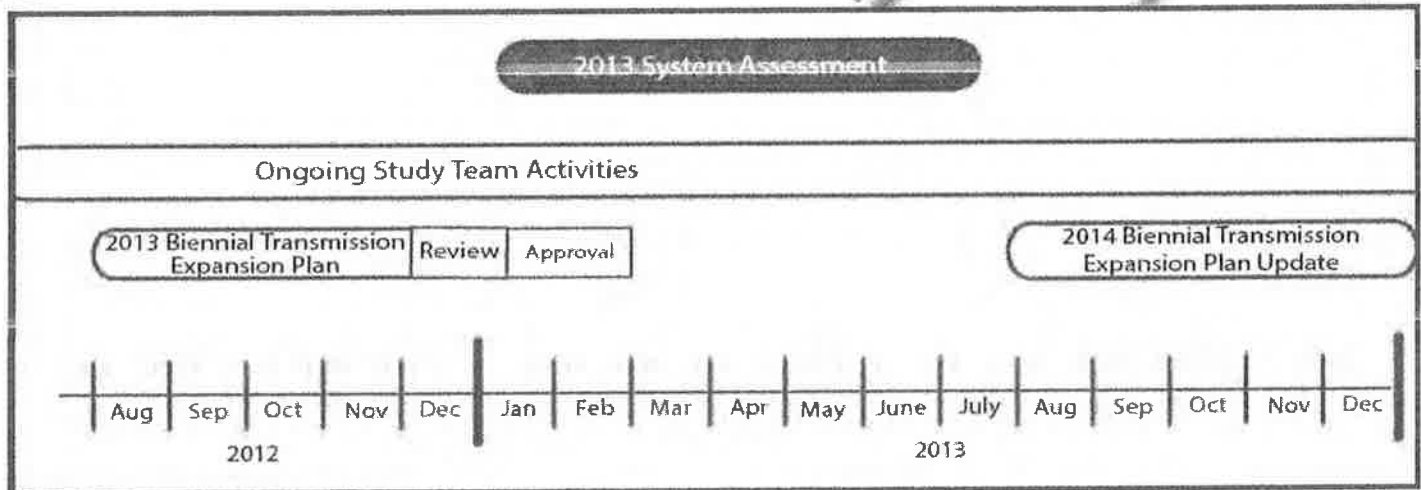 2013 System Assessment
Ongoing Study Team Activities
2013 Biennial Transmission
Expansion Plan
Review
Approval
2014 Biennial Transmission
Expansion Plan Update
Aug Sep Oct Nov Dec Jan Feb Mar Apr May June July Aug Sep Oct Nov Dec
2012 2013